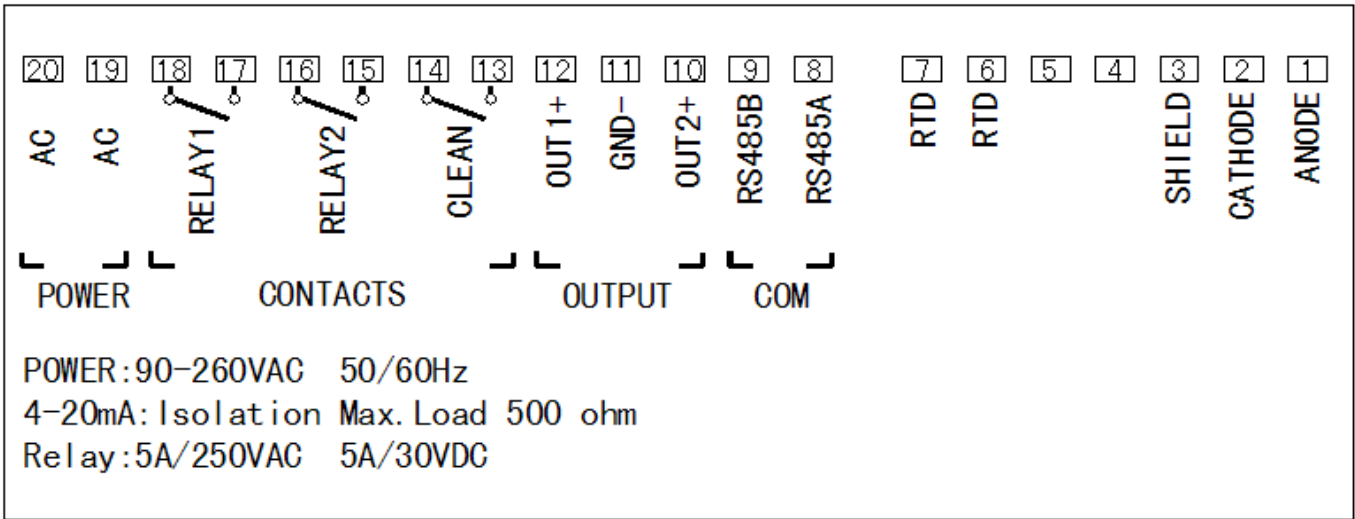 20 19 18 17 16 15 14 13 12 11 10 9 8 7 6 5 4 3 2 1
AC AC RELAY1 RELAY2 CLEAN OUT1+ GND- OUT2+ RS485B RS485A RTD RTD SHIELD CATHODE ANODE
POWER CONTACTS OUTPUT COM
POWER:90-260VAC 50/60Hz
4-20mA:Isolation Max.Load 500 ohm
Relay:5A/250VAC 5A/30VDC